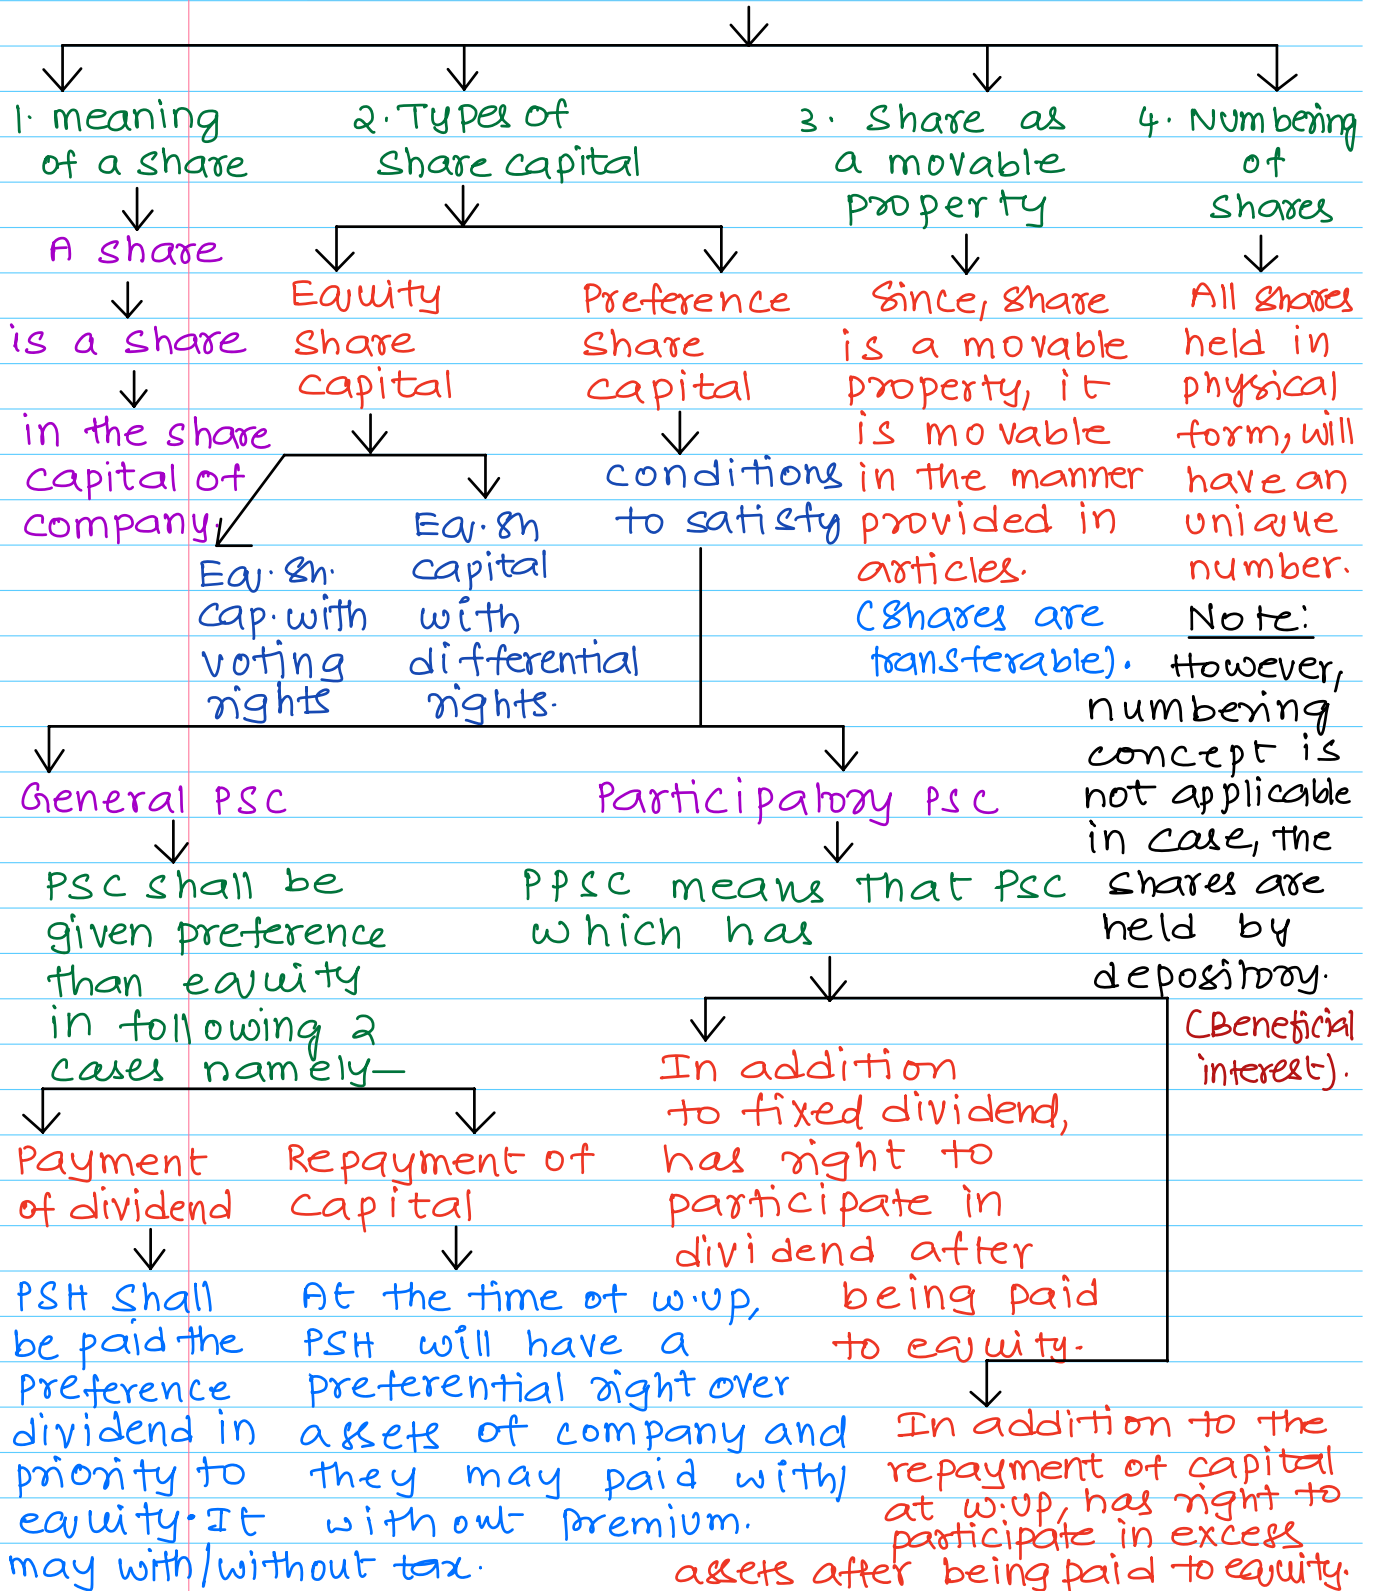 1. meaning
of a share
A share
is a share
in the share
capital of
company.
2. Types of
share capital
Equity
share
capital
Eq. sh.
cap. with
voting
rights
Eq. sh
capital
with
differential
rights.
Preference
share
capital
conditions
to satisfy
General PSC
PSC shall be
given preference
than equity
in following 2
cases namely—
Payment
of dividend
PSH shall
be paid the
preference
dividend in
priority to
equity. It
may with/without tax.
Repayment of
capital
At the time of w.up,
PSH will have a
preferential right over
assets of company and
they may paid with/
without premium.
Participatory PSC
PPSC means that PSC
which has
In addition
to fixed dividend,
has right to
participate in
dividend after
being paid
to equity.
In addition to the
repayment of capital
at w.up, has right to
participate in excess
assets after being paid to equity.
3. Share as
a movable
property
Since, share
is a movable
property, it
is movable
in the manner
provided in
articles.
(shares are
transferable).
4. Numbering
of
shares
All shares
held in
physical
form, will
have an
unique
number.
Note:
However,
numbering
concept is
not applicable
in case, the
shares are
held by
depository.
(Beneficial
interest).